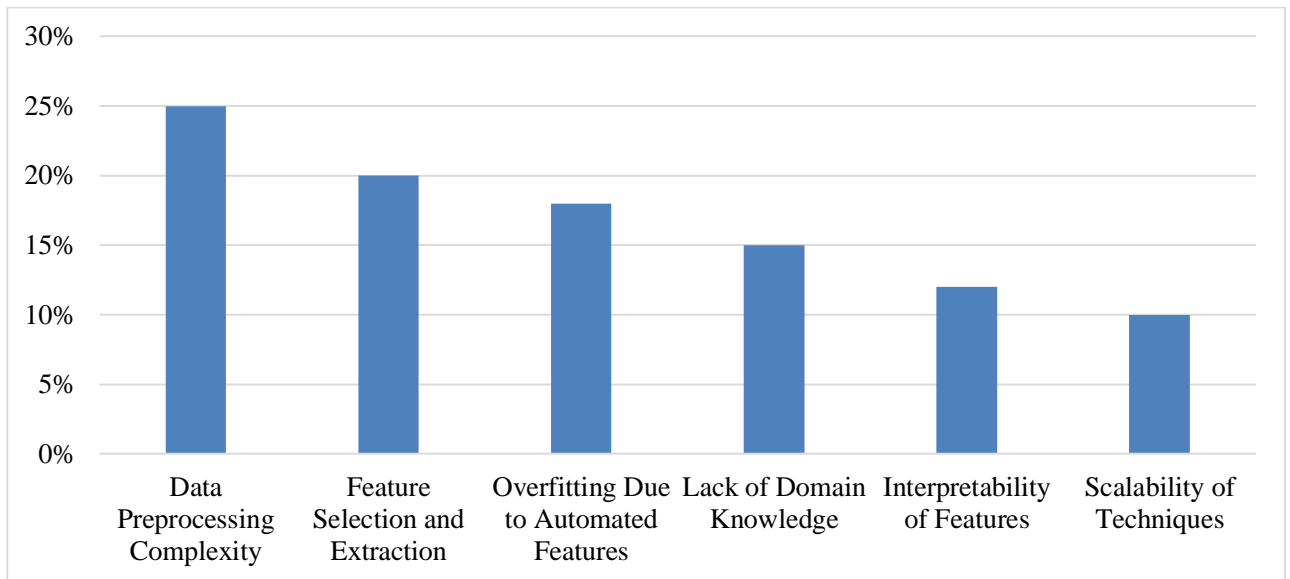 30%
25%
20%
15%
10%
5%
0%
Data
Preprocessing
Complexity
Feature
Selection and
Extraction
Overfitting Due
to Automated
Features
Lack of Domain
Knowledge
Interpretability
of Features
Scalability of
Techniques